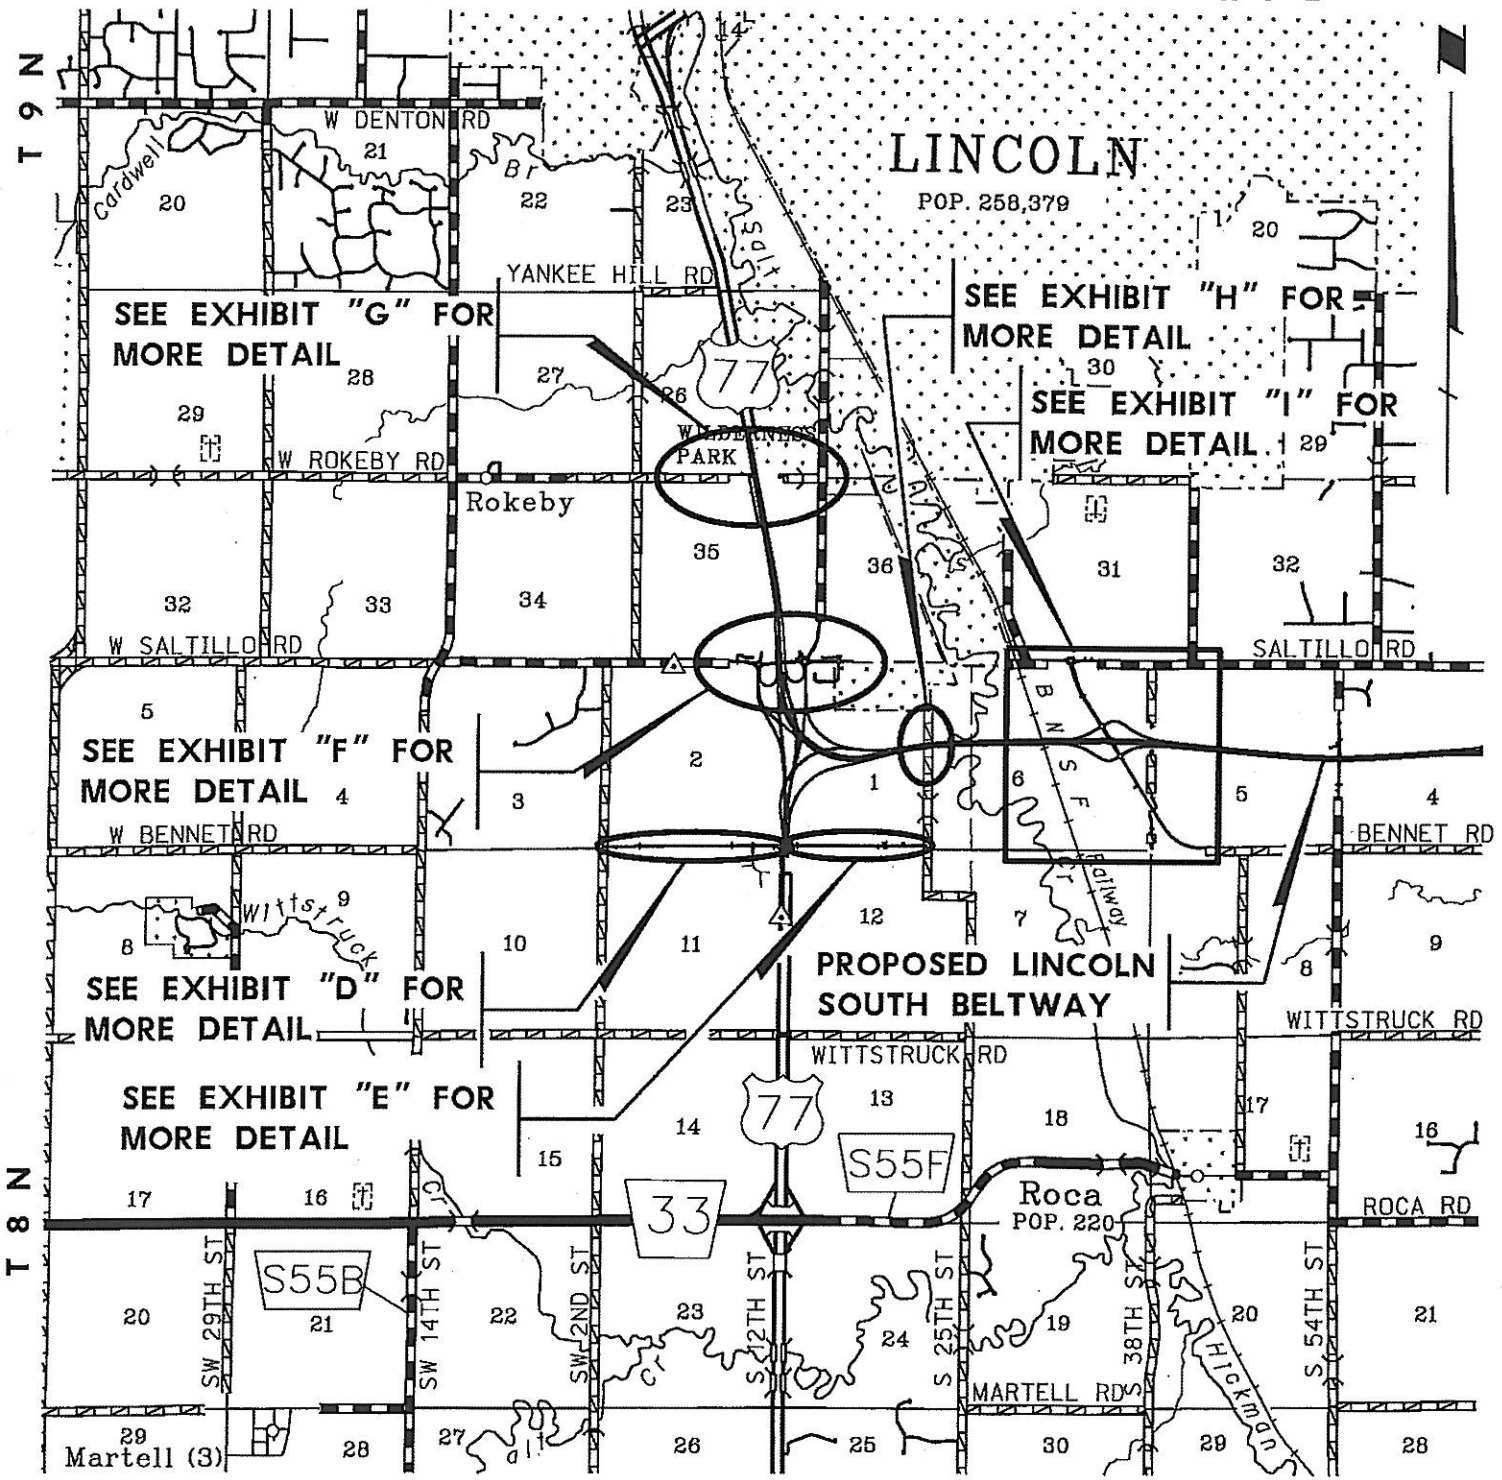 T 9 N
14
W DENTON RD
21
Cardwell
20
Br
22
23
LINCOLN
POP. 258,379
Salt
20
YANKEE HILL RD
SEE EXHIBIT "G" FOR
MORE DETAIL
SEE EXHIBIT "H" FOR
MORE DETAIL
30
77
28
27
26
29
SEE EXHIBIT "I" FOR
MORE DETAIL
29
WILDERNESS
PARK
W ROKEBY RD
Rokeby
35
36
31
32
32
33
34
W SALTILLO RD
SALTILLO RD
5
BNSF
Railway
SEE EXHIBIT "F" FOR
MORE DETAIL
4
3
2
1
6
5
4
W BENNET RD
BENNET RD
9
Wittstruck
8
10
11
12
7
8
9
SEE EXHIBIT "D" FOR
MORE DETAIL
PROPOSED LINCOLN
SOUTH BELTWAY
Cr
WITTSTRUCK RD
WITTSTRUCK RD
SEE EXHIBIT "E" FOR
MORE DETAIL
77
13
14
15
18
17
16
S55F
T 8 N
17
16
Cr
33
Roca
POP. 220
ROCA RD
S55B
SW 29TH ST
SW 14TH ST
SW 2ND ST
S 12TH ST
S 25TH ST
S 38TH ST
S 54TH ST
20
21
22
23
24
19
20
21
Cr
Hickman
MARTELL RD
29
Martell (3)
28
27
alt
26
25
30
29
28